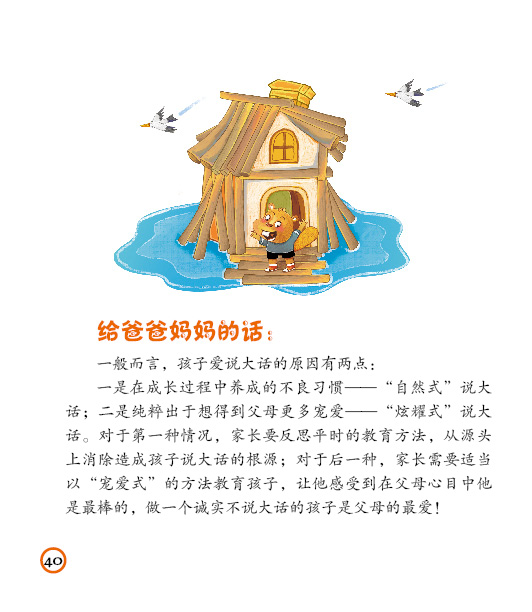 给爸爸妈妈的话：
一般而言，孩子爱说大话的原因有两点：
一是在成长过程中养成的不良习惯——“自然式”说大
话；二是纯粹出于想得到父母更多宠爱——“炫耀式”说大
话。对于第一种情况，家长要反思平时的教育方法，从源头
上消除造成孩子说大话的根源；对于后一种，家长需要适当
以“宠爱式”的方法教育孩子，让他感受到在父母心目中他
是最棒的，做一个诚实不说大话的孩子是父母的最爱！
40